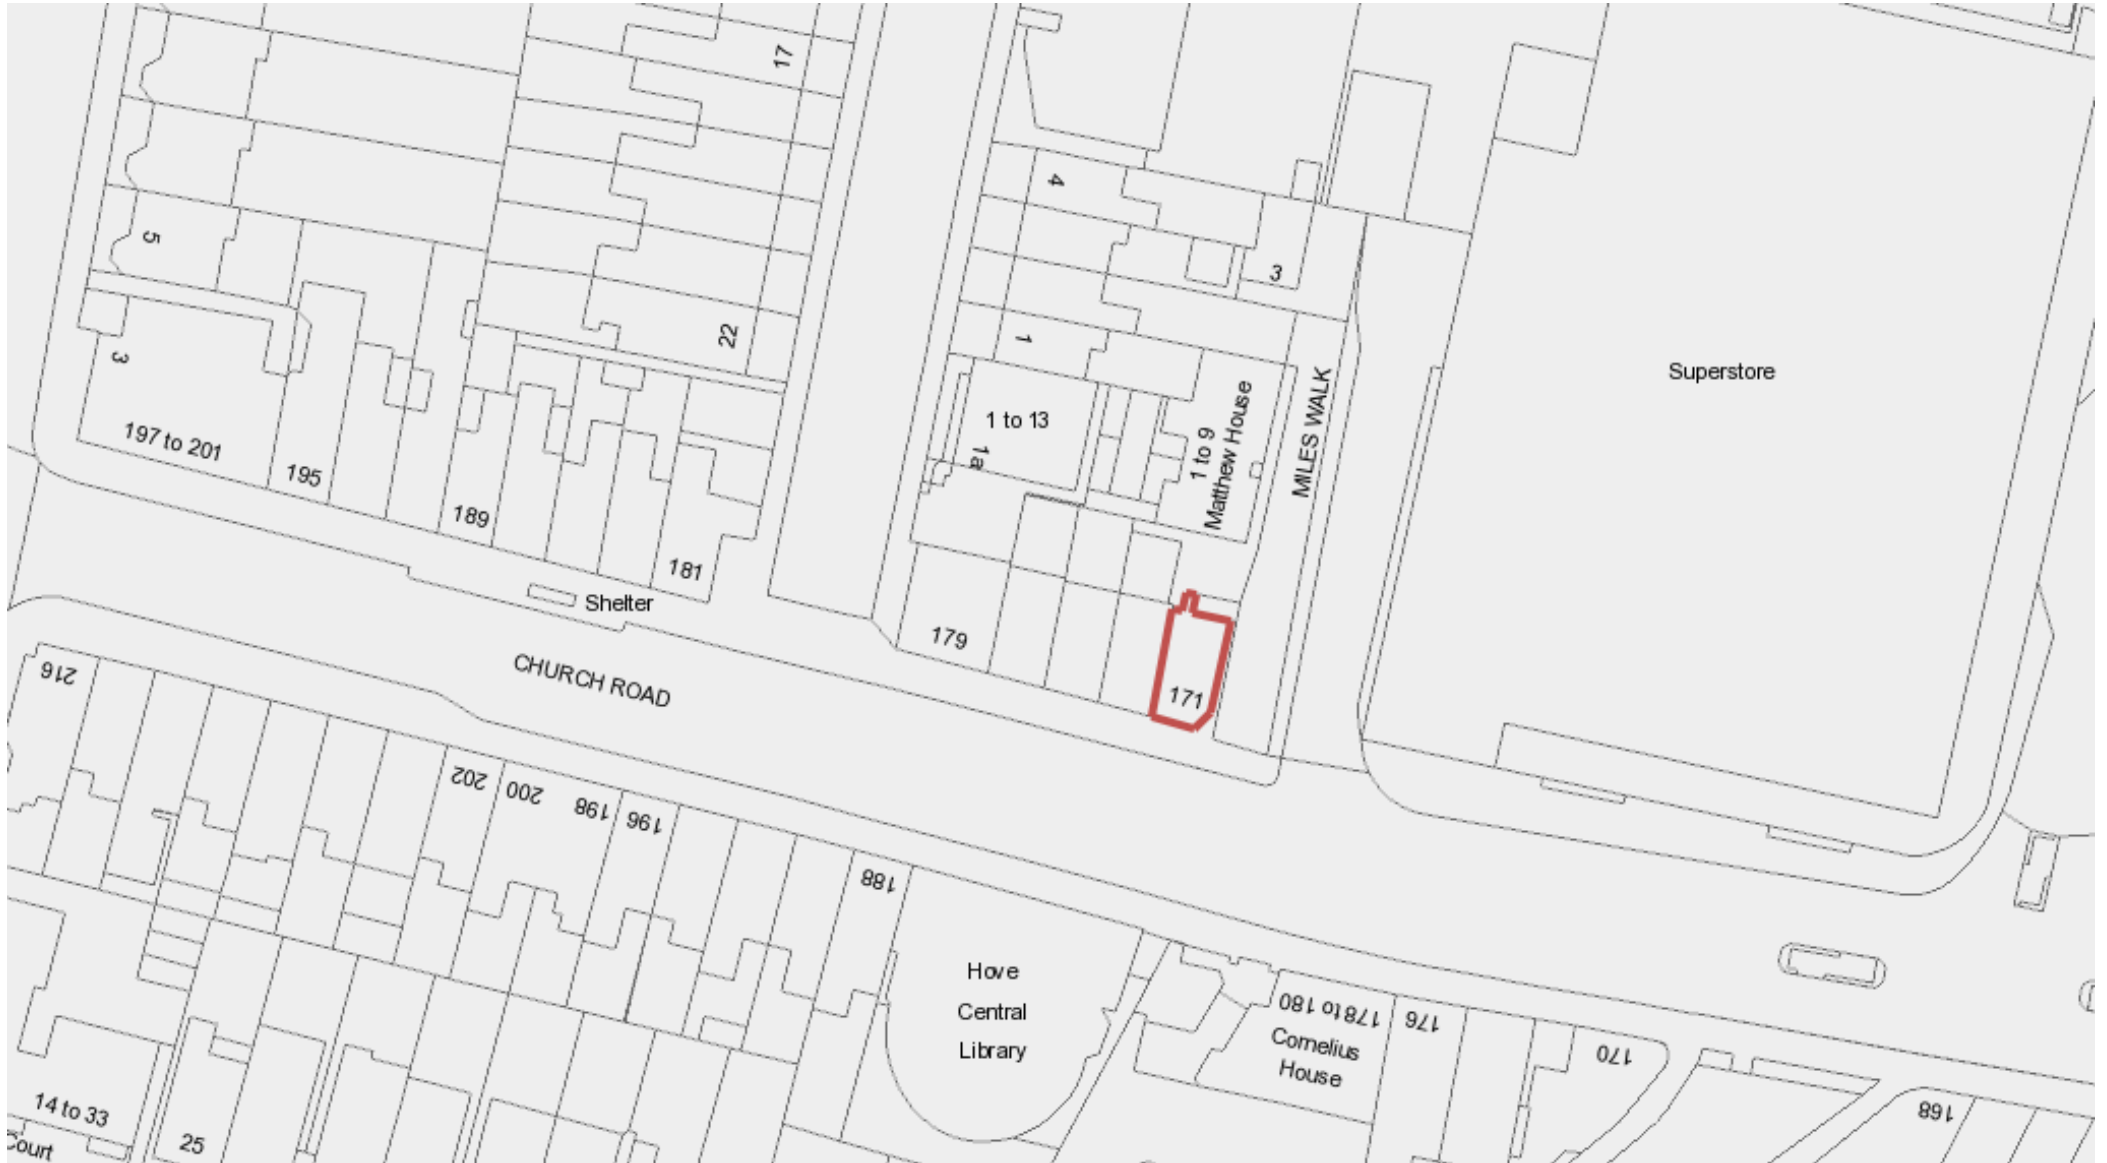 17
4
5
3
22
1
3
Superstore
1 to 13
1a
1 to 9
Matthew House
MILES WALK
197 to 201
195
189
181
Shelter
179
171
CHURCH ROAD
216
202
200
198
196
188
Hove
Central
Library
178 to 180
176
Cornelius
House
170
168
14 to 33
Court
25